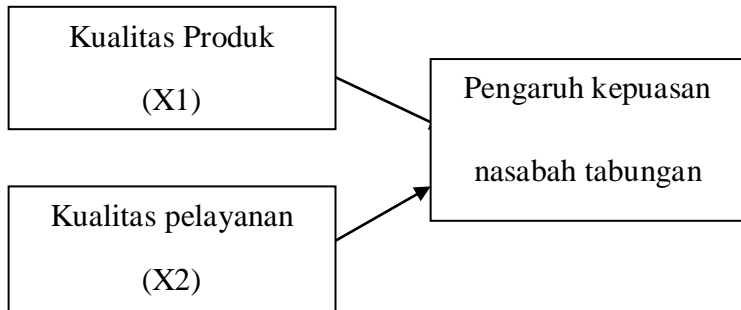 Kualitas Produk
(X1)
Pengaruh kepuasan
nasabah tabungan
Kualitas pelayanan
(X2)